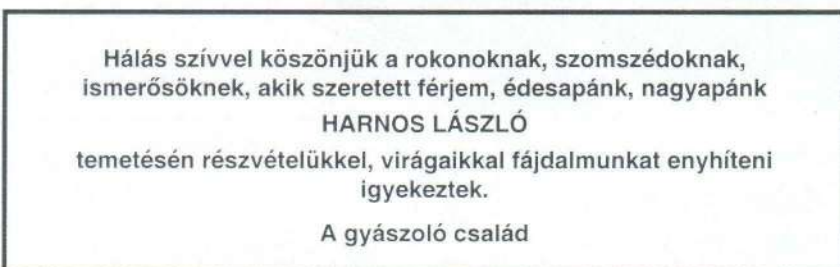 Hálás szívvel köszönjük a rokonoknak, szomszédoknak,
ismerősöknek, akik szeretett férjem, édesapánk, nagyapánk
HARNOS LÁSZLÓ
temetésén részvételükkel, virágaikkal fájdalmunkat enyhíteni
igyekeztek.
A gyászoló család